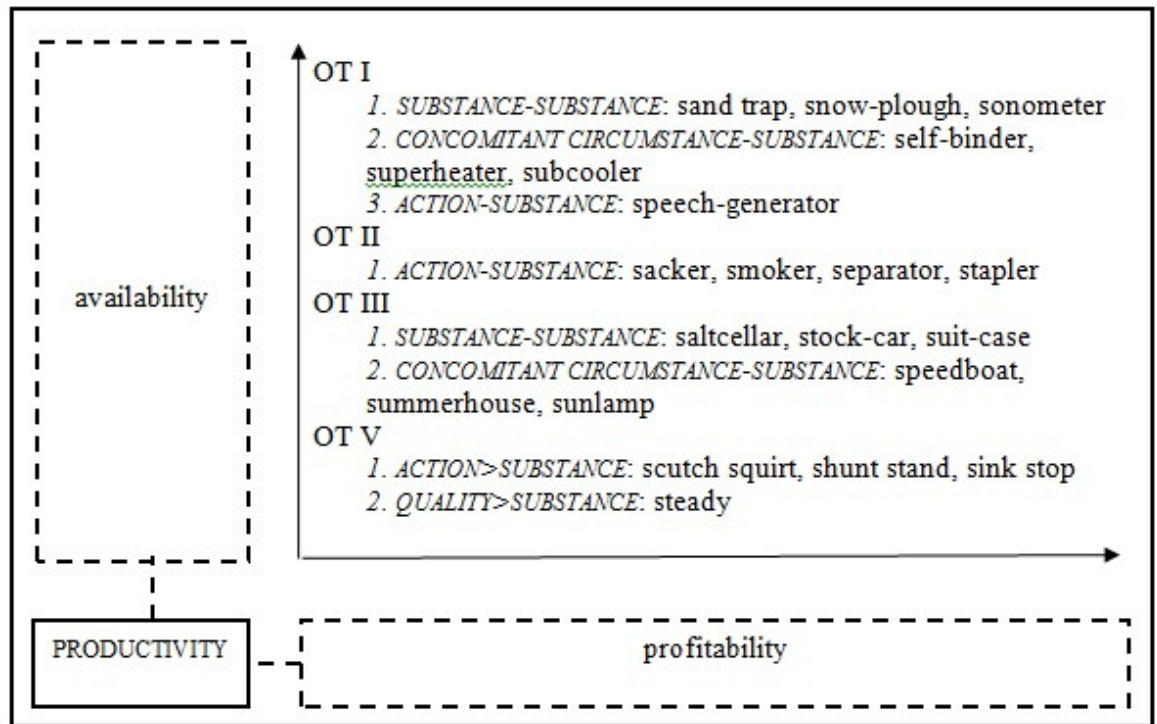 OT I
1. SUBSTANCE-SUBSTANCE: sand trap, snow-plough, sonometer
2. CONCOMITANT CIRCUMSTANCE-SUBSTANCE: self-binder,
superheater, subcooler
3. ACTION-SUBSTANCE: speech-generator
OT II
1. ACTION-SUBSTANCE: sacker, smoker, separator, stapler
availability
OT III
1. SUBSTANCE-SUBSTANCE: saltcellar, stock-car, suit-case
2. CONCOMITANT CIRCUMSTANCE-SUBSTANCE: speedboat,
summerhouse, sunlamp
OT V
1. ACTION>SUBSTANCE: scutch squirt, shunt stand, sink stop
2. QUALITY>SUBSTANCE: steady
PRODUCTIVITY
profitability